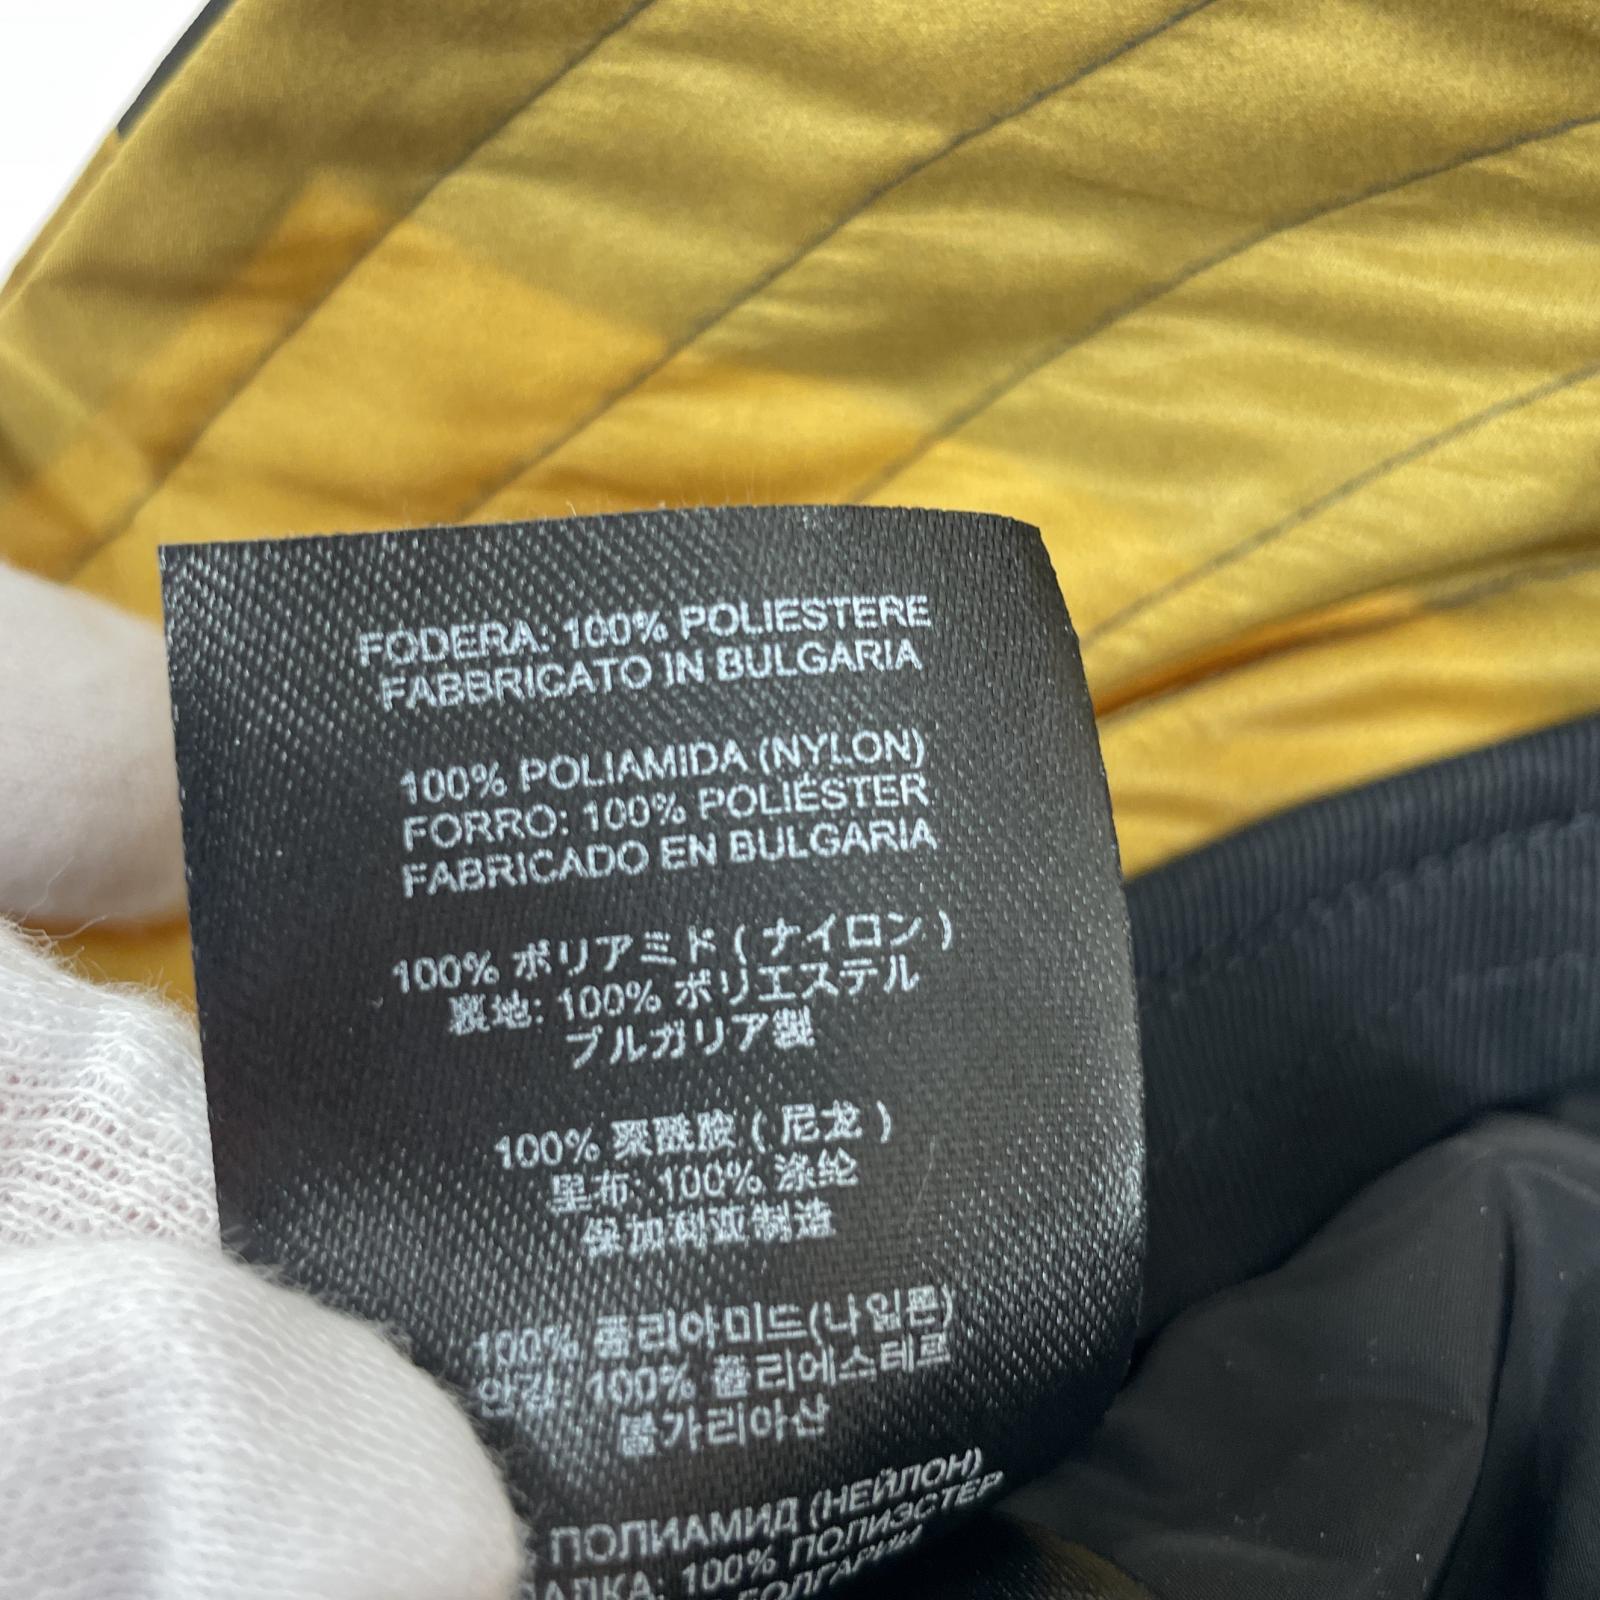 FODERA: 100% POLIESTERE
FABBRICATO IN BULGARIA
100% POLIAMIDA (NYLON)
FORRO: 100% POLIÉSTER
FABRICADO EN BULGARIA
100% ポリアミド ( ナイロン )
裏地: 100% ポリエステル
ブルガリア製
100% 聚酰胺 ( 尼龙 )
里布: 100% 涤纶
保加利亚制造
100% 폴리아미드(나일론)
안감: 100% 폴리에스테르
불가리아산
ПОЛИАМИД (НЕЙЛОН)
100% ПОЛИЭСТЕР
БОЛГАРИИ